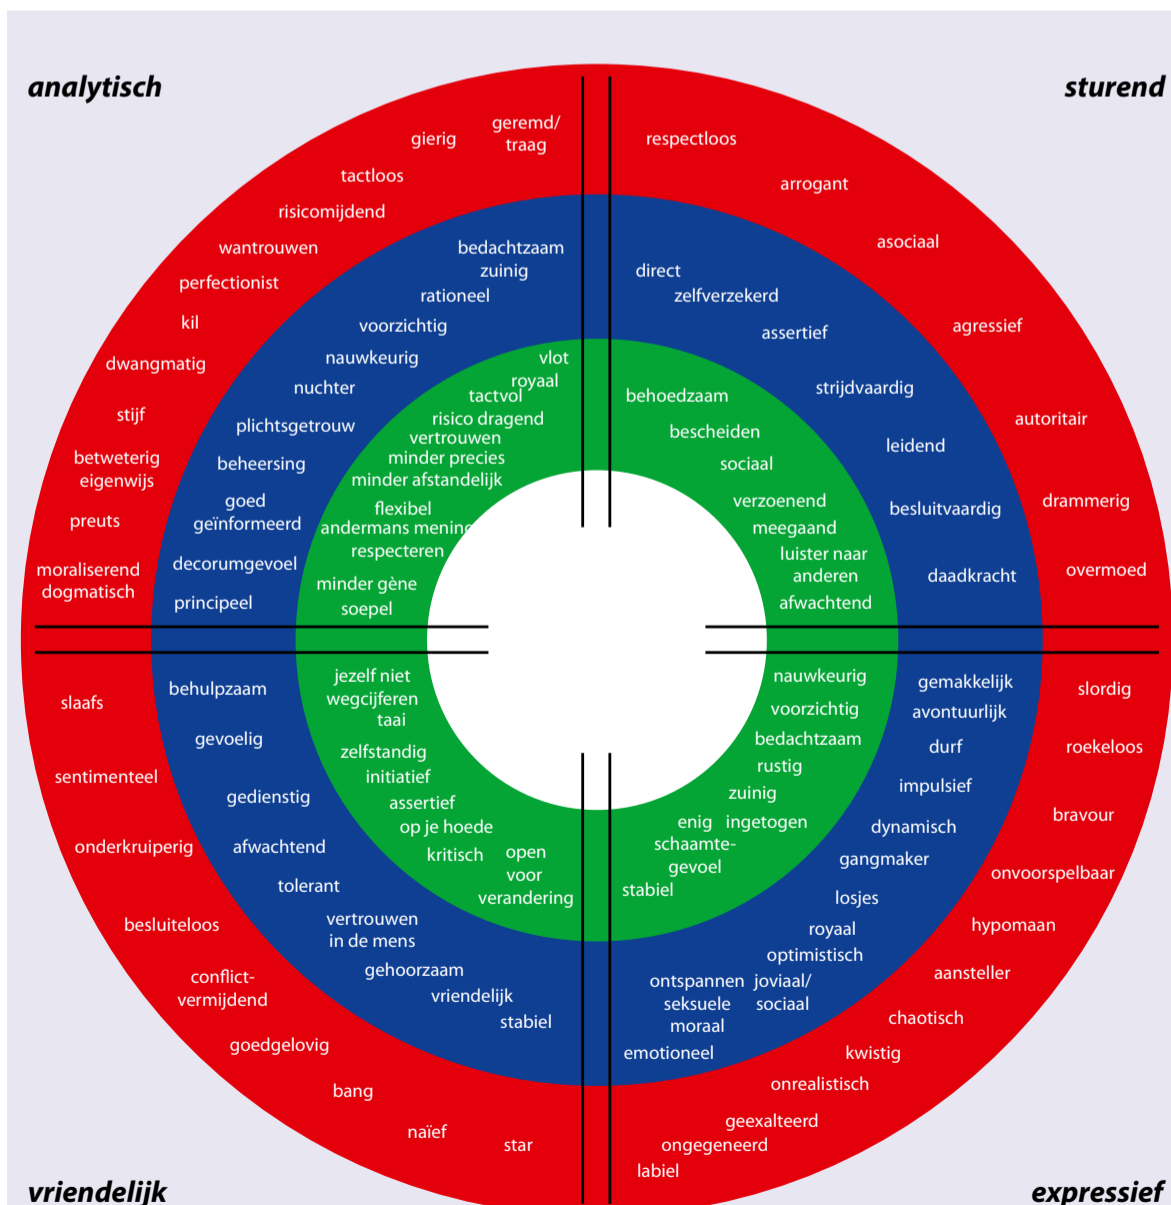 analytisch
sturend
geremd/
traag
gierig
tactloos
risicomijdend
wantrouwen
perfectionist
kil
dwangmatig
stijf
betweterig
eigenwijs
preuts
moraliserend
dogmatisch
bedachtzaam
zuinig
rationeel
voorzichtig
nauwkeurig
nuchter
plichtsgetrouw
beheersing
goed
geïnformeerd
decorumgevoel
principeel
vlot
royaal
tactvol
risico dragend
vertrouwen
minder precies
minder afstandelijk
flexibel
andermans mening
respecteren
minder gène
soepel
respectloos
arrogant
asociaal
agressief
autoritair
drammerig
overmoed
direct
zelfverzekerd
assertief
strijdvaardig
leidend
besluitvaardig
daadkracht
behoedzaam
bescheiden
sociaal
verzoenend
meegaand
luister naar
anderen
afwachtend
jezelf niet
wegcijferen
taai
zelfstandig
initiatief
assertief
op je hoede
kritisch
open
voor
verandering
behulpzaam
gevoelig
gedienstig
afwachtend
tolerant
vertrouwen
in de mens
gehoorzaam
vriendelijk
stabiel
slaafs
sentimenteel
onderkruiperig
besluiteloos
conflict-
vermijdend
goedgelovig
bang
naïef
star
nauwkeurig
voorzichtig
bedachtzaam
rustig
zuinig
ingetogen
enig
schaamte-
gevoel
stabiel
gemakkelijk
avontuurlijk
durf
impulsief
dynamisch
gangmaker
losjes
royaal
optimistisch
joviaal/
sociaal
ontspannen
seksuele
moraal
emotioneel
slordig
roekeloos
bravour
onvoorspelbaar
hypomaan
aansteller
chaotisch
kwistig
onrealistisch
geexalteerd
ongegeneerd
labiel
vriendelijk
expressief